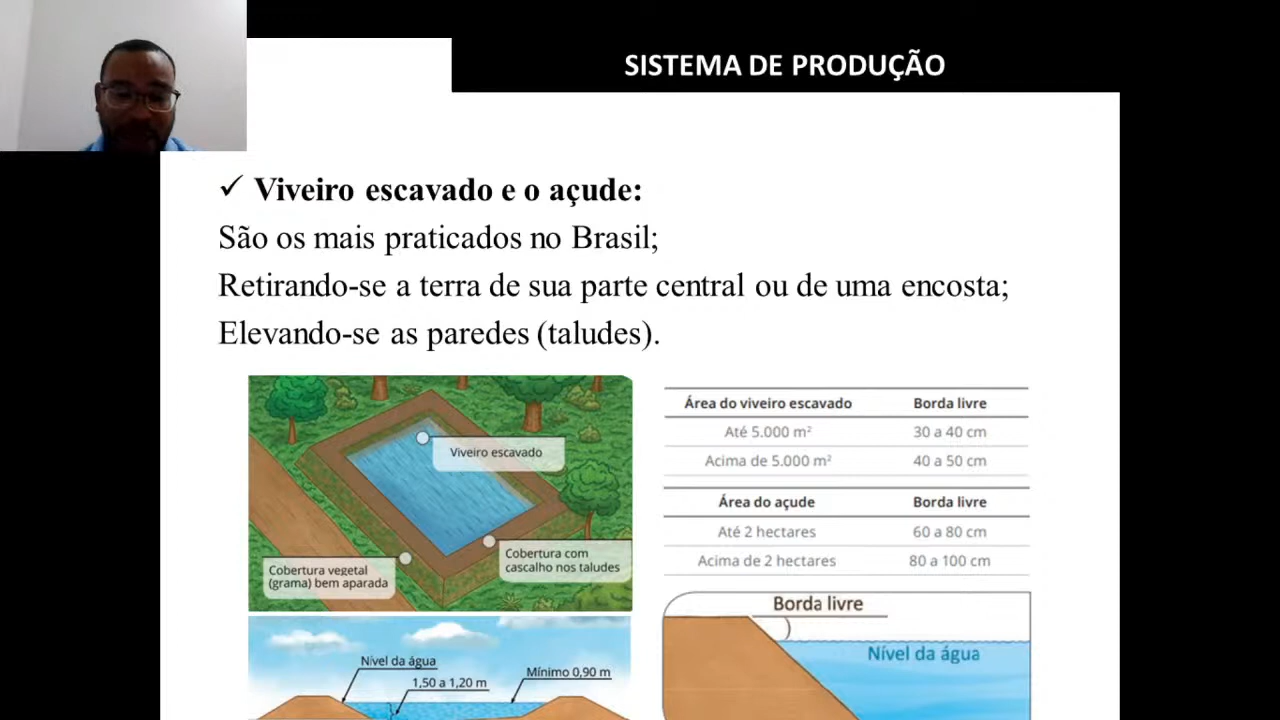 SISTEMA DE PRODUÇÃO
✓ Viveiro escavado e o açude:
São os mais praticados no Brasil;
Retirando-se a terra de sua parte central ou de uma encosta;
Elevando-se as paredes (taludes).
Viveiro escavado
Cobertura com
cascalho nos taludes
Cobertura vegetal
(grama) bem aparada
Nível da água
1,50 a 1,20 m
Mínimo 0,90 m
Área do viveiro escavado Borda livre
Até 5.000 m² 30 a 40 cm
Acima de 5.000 m² 40 a 50 cm
Área do açude Borda livre
Até 2 hectares 60 a 80 cm
Acima de 2 hectares 80 a 100 cm
Borda livre
Nível da água